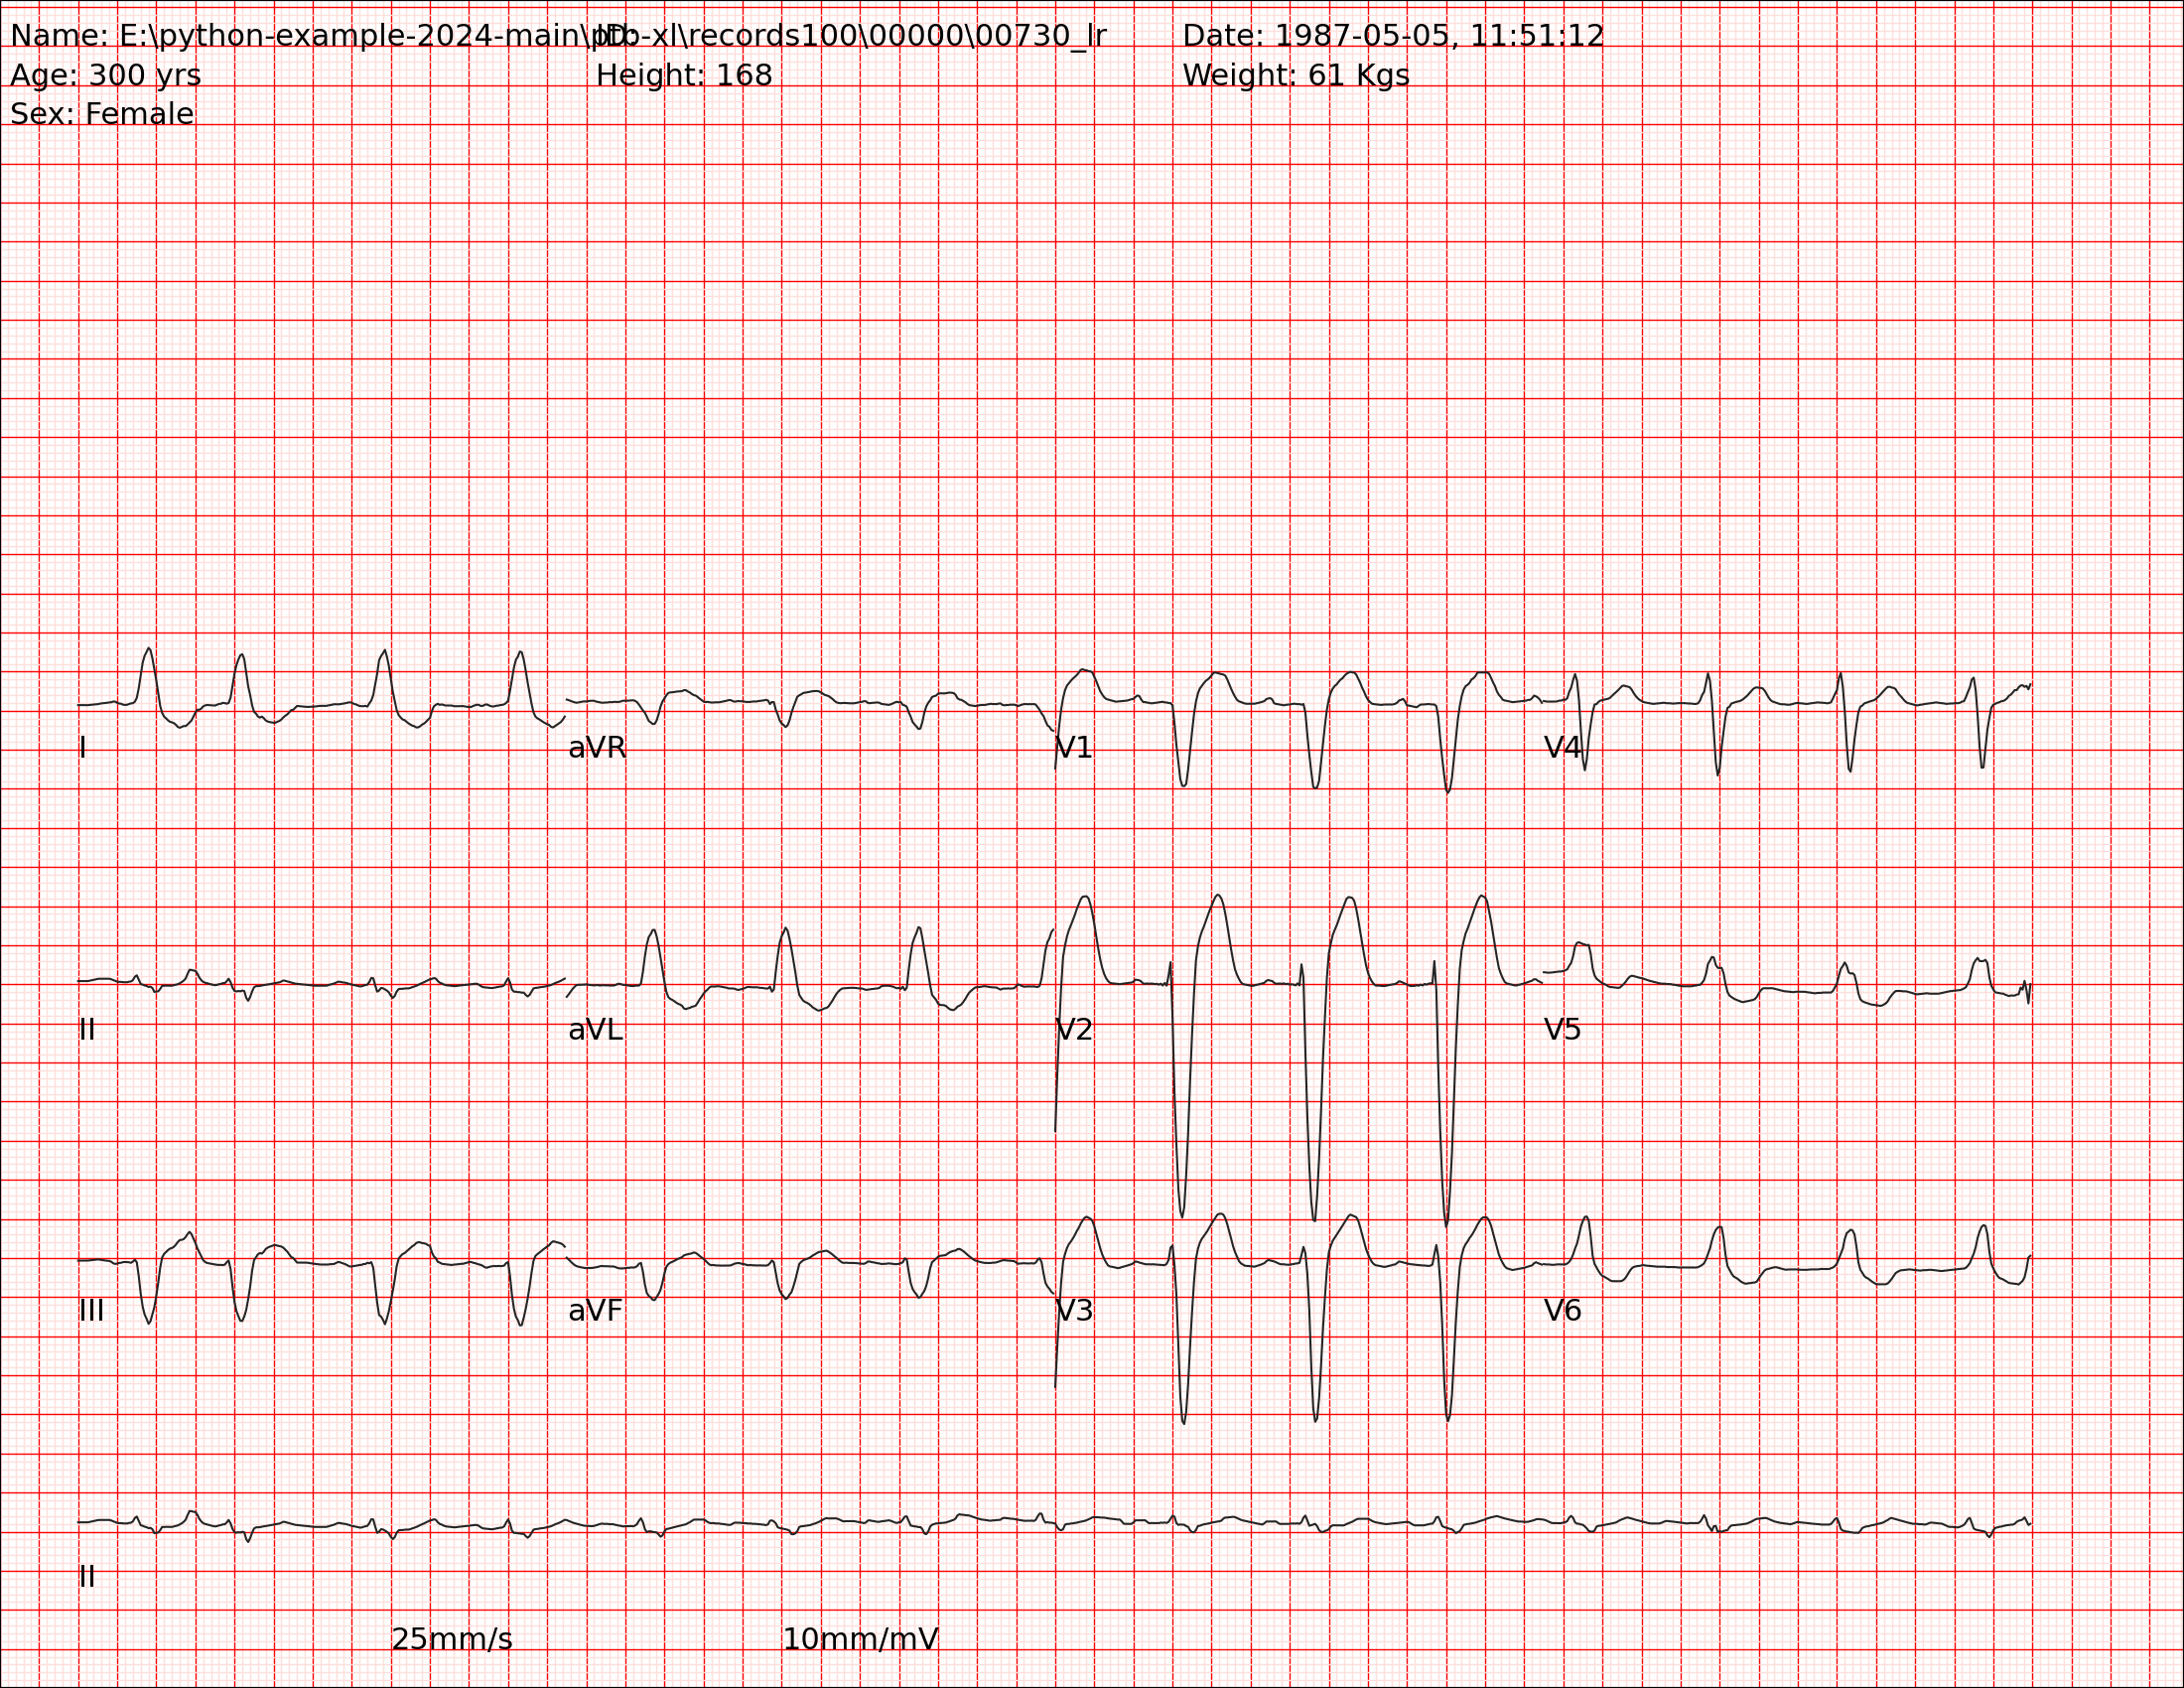 Name: E:\python-example-2024-main\ptb-xl\records100\00000\00730_lr ID: Date: 1987-05-05, 11:51:12
Age: 300 yrs Height: 168 Weight: 61 Kgs
Sex: Female
I aVR V1 V4
II aVL V2 V5
III aVF V3 V6
II
25mm/s 10mm/mV